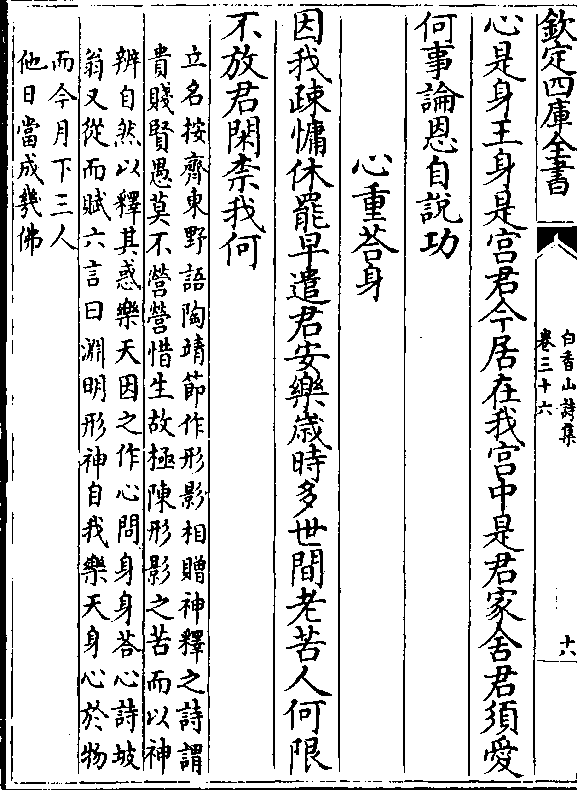 欽定四庫全書
白香山詩集
卷三十六
十六
心是身王身是宫君今居在我宫中是君家舍君須愛
何事論恩自說功
心重荅身
因我疎慵休罷早遣君安樂歲時多世間老苦人何限
不放君閑柰我何
立名按齊東野語陶靖節作形影相贈神釋之詩謂
貴賤賢愚莫不營營惜生故極陳形影之苦而以神
辨自然以釋其惑樂天因之作心問身身荅心詩坡
翁又從而賦六言曰淵明形神自我樂天身心於物
而今月下三人
他日當成幾佛